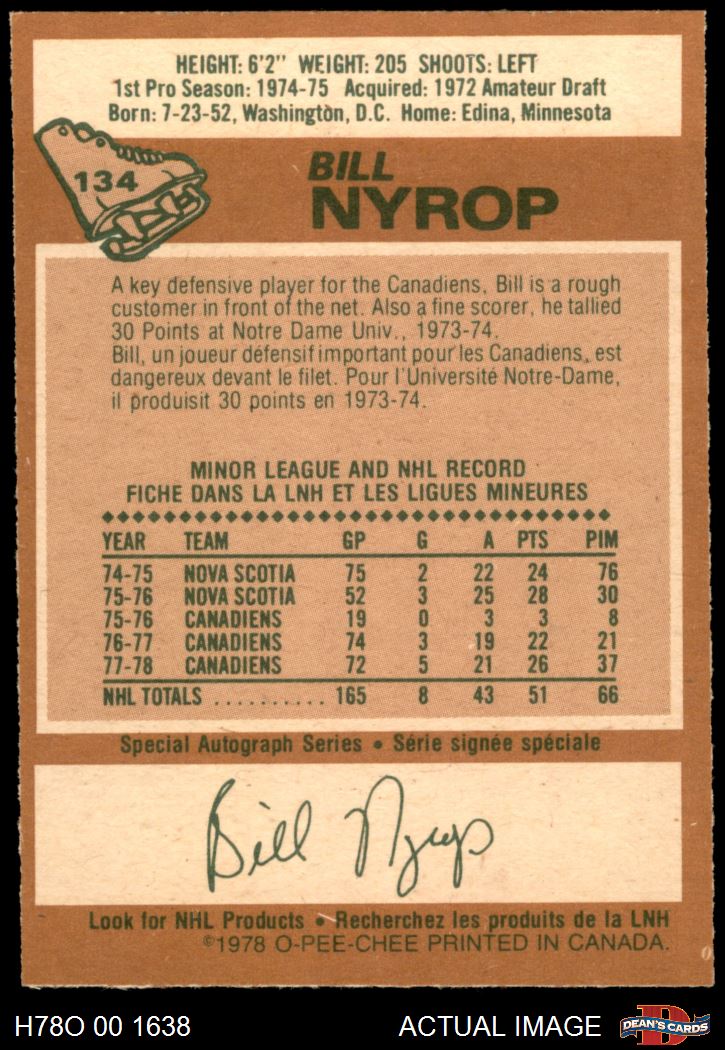 HEIGHT: 6'2" WEIGHT: 205 SHOOTS: LEFT
1st Pro Season: 1974-75 Acquired: 1972 Amateur Draft
Born: 7-23-52, Washington, D.C. Home: Edina, Minnesota
134
BILL
NYROP
A key defensive player for the Canadiens, Bill is a rough
customer in front of the net. Also a fine scorer, he tallied
30 Points at Notre Dame Univ., 1973-74.
Bill, un joueur défensif important pour les Canadiens, est
dangereux devant le filet. Pour l'Université Notre-Dame,
il produisit 30 points en 1973-74.
MINOR LEAGUE AND NHL RECORD
FICHE DANS LA LNH ET LES LIGUES MINEURES
YEAR TEAM GP G A PTS PIM
74-75 NOVA SCOTIA 75 2 22 24 76
75-76 NOVA SCOTIA 52 3 25 28 30
75-76 CANADIENS 19 0 3 3 8
76-77 CANADIENS 74 3 19 22 21
77-78 CANADIENS 72 5 21 26 37
NHL TOTALS .......... 165 8 43 51 66
Special Autograph Series • Série signée spéciale
Bill Nyrop
Look for NHL Products • Recherchez les produits de la LNH
©1978 O-PEE-CHEE PRINTED IN CANADA.
H78O 00 1638 ACTUAL IMAGE D DEAN'S CARDS